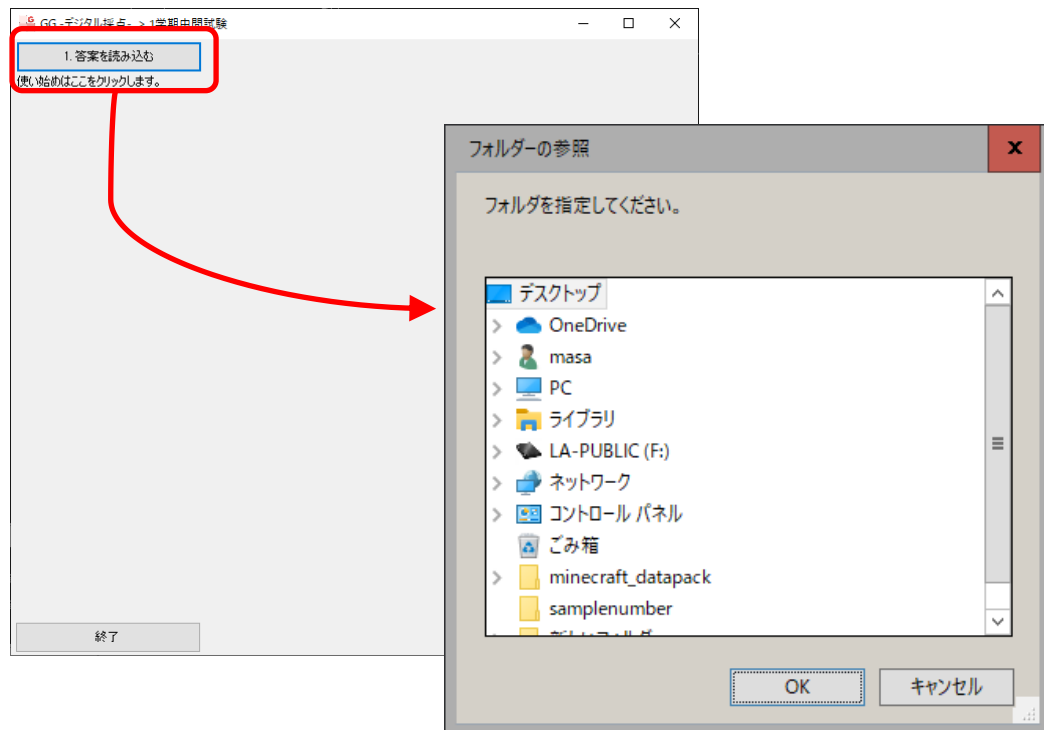 GG -デジタル採点- > 1学期中間試験
1. 答案を読み込む
使い始めはここをクリックします。
終了
フォルダーの参照
フォルダを指定してください。
デスクトップ
OneDrive
masa
PC
ライブラリ
LA-PUBLIC (F:)
ネットワーク
コントロール パネル
ごみ箱
minecraft_datapack
samplenumber
OK
キャンセル